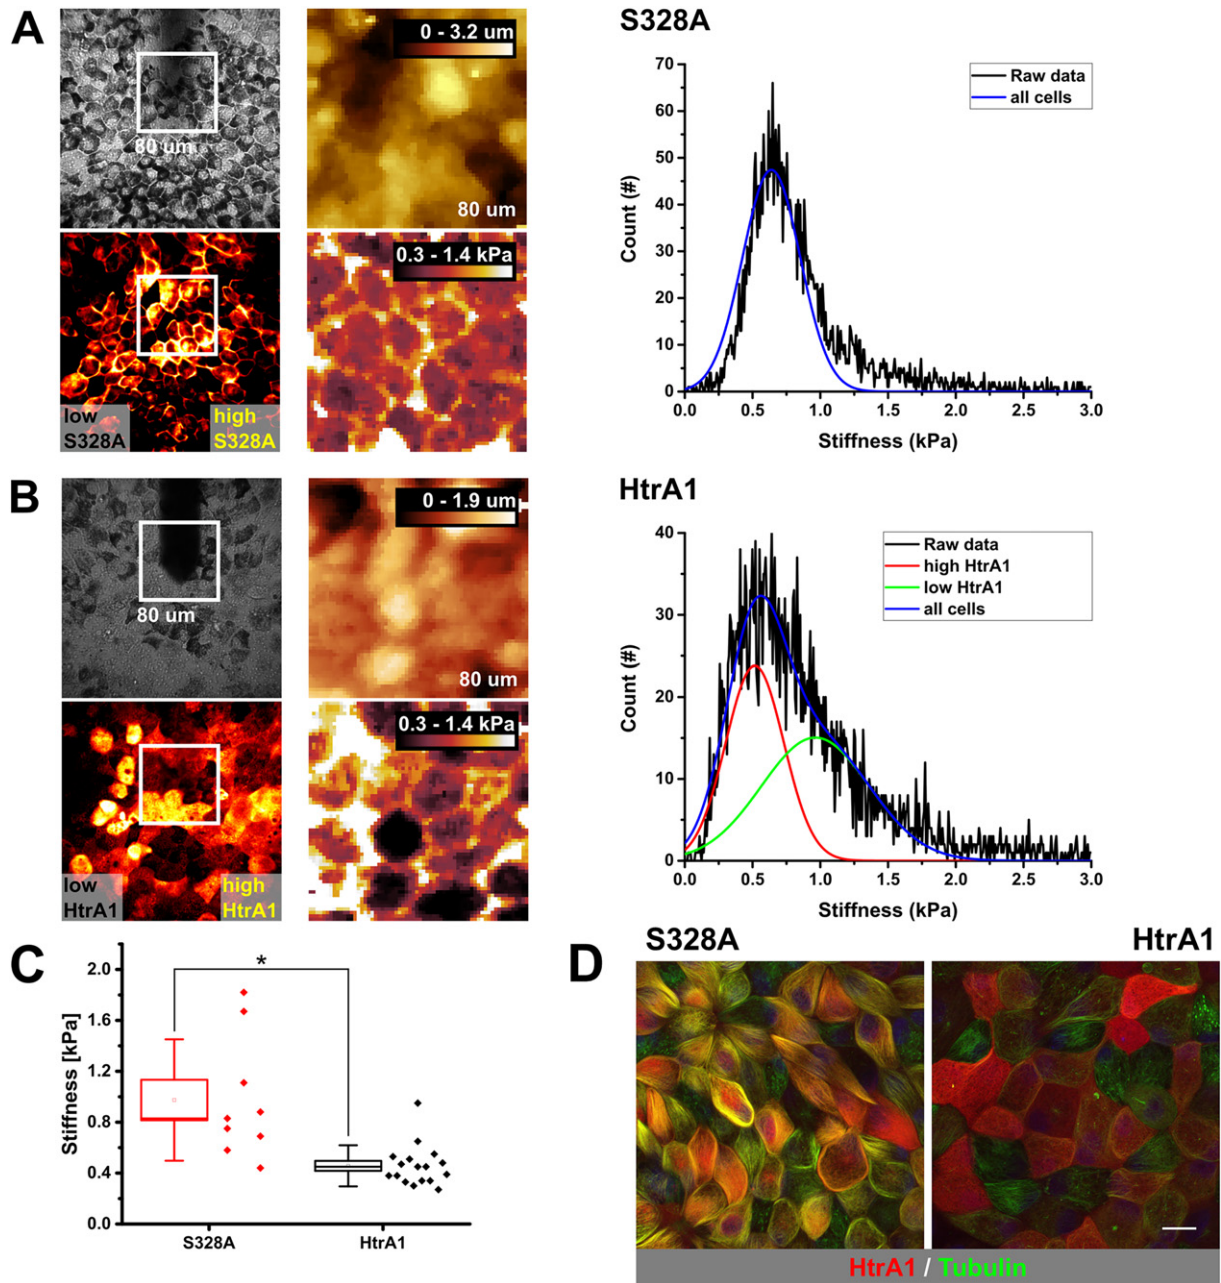 A
80 um
low
S328A
high
S328A
0 - 3.2 um
80 um
0.3 - 1.4 kPa
S328A
70
60
50
40
30
20
10
0
Count (#)
Raw data
all cells
0.0 0.5 1.0 1.5 2.0 2.5 3.0
Stiffness (kPa)
B
80 um
low
HtrA1
high
HtrA1
0 - 1.9 um
80 um
0.3 - 1.4 kPa
HtrA1
40
30
20
10
0
Count (#)
Raw data
high HtrA1
low HtrA1
all cells
0.0 0.5 1.0 1.5 2.0 2.5 3.0
Stiffness (kPa)
C
Stiffness [kPa]
2.0
1.6
1.2
0.8
0.4
0.0
*
S328A HtrA1
D
S328A HtrA1
HtrA1 / Tubulin